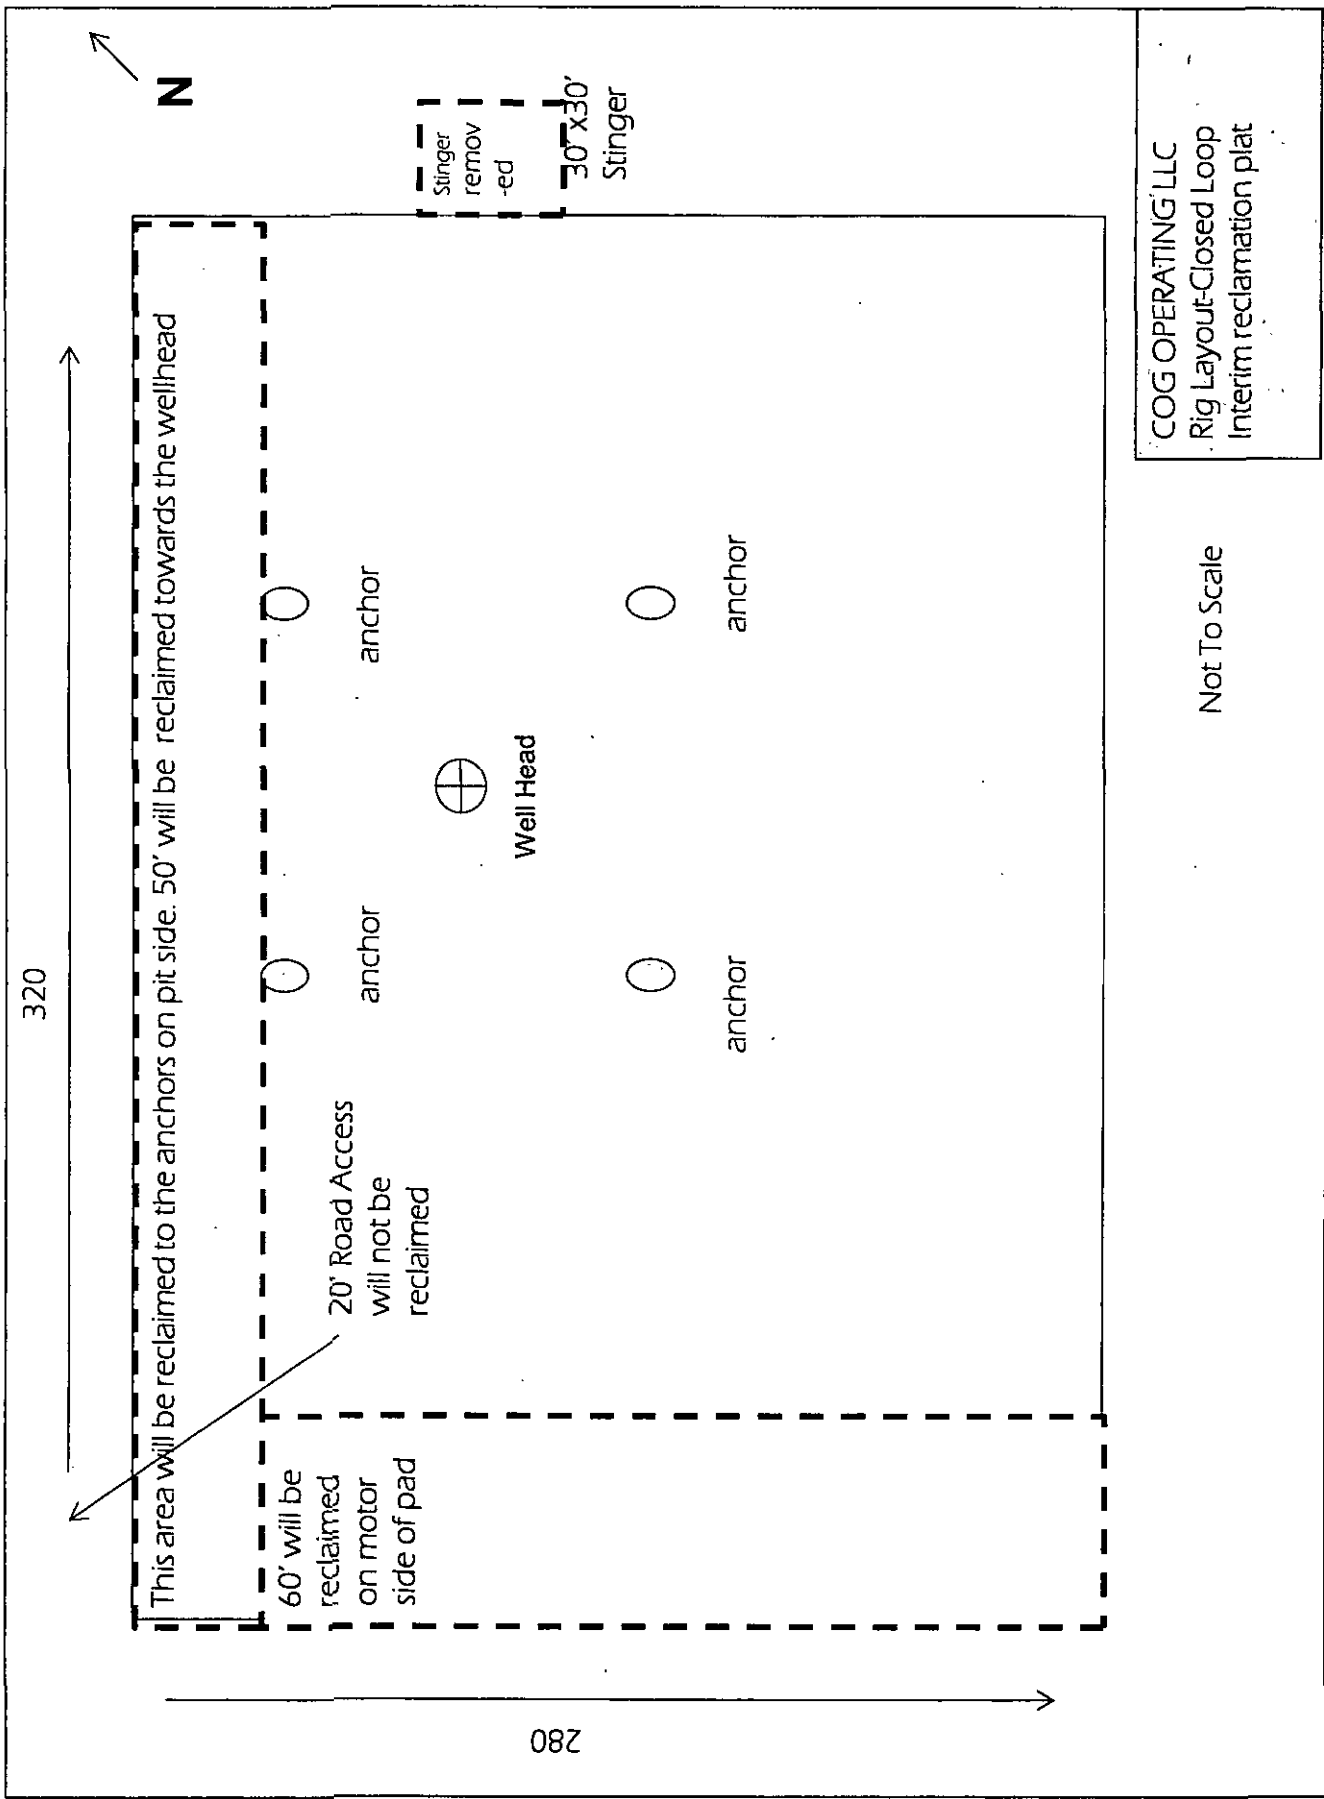 320
N
This area will be reclaimed to the anchors on pit side. 50' will be reclaimed towards the wellhead
Stinger
remov
-ed
30' x30'
Stinger
20' Road Access
will not be
reclaimed
anchor
anchor
Well Head
60' will be
reclaimed
on motor
side of pad
anchor
anchor
280
Not To Scale
COG OPERATING LLC
Rig Layout-Closed Loop
Interim reclamation plat